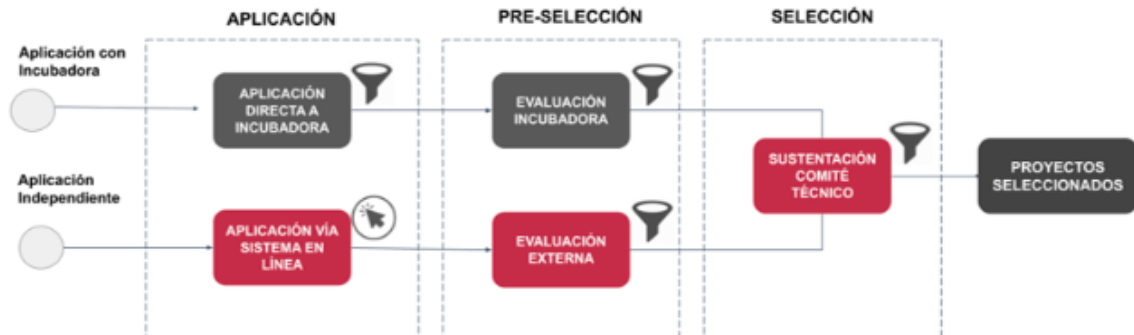 APLICACIÓN
PRE-SELECCIÓN
SELECCIÓN
Aplicación con
Incubadora
APLICACIÓN
DIRECTA A
INCUBADORA
EVALUACIÓN
INCUBADORA
SUSTENTACIÓN
COMITÉ
TÉCNICO
PROYECTOS
SELECCIONADOS
Aplicación
Independiente
APLICACIÓN VÍA
SISTEMA EN
LÍNEA
EVALUACIÓN
EXTERNA